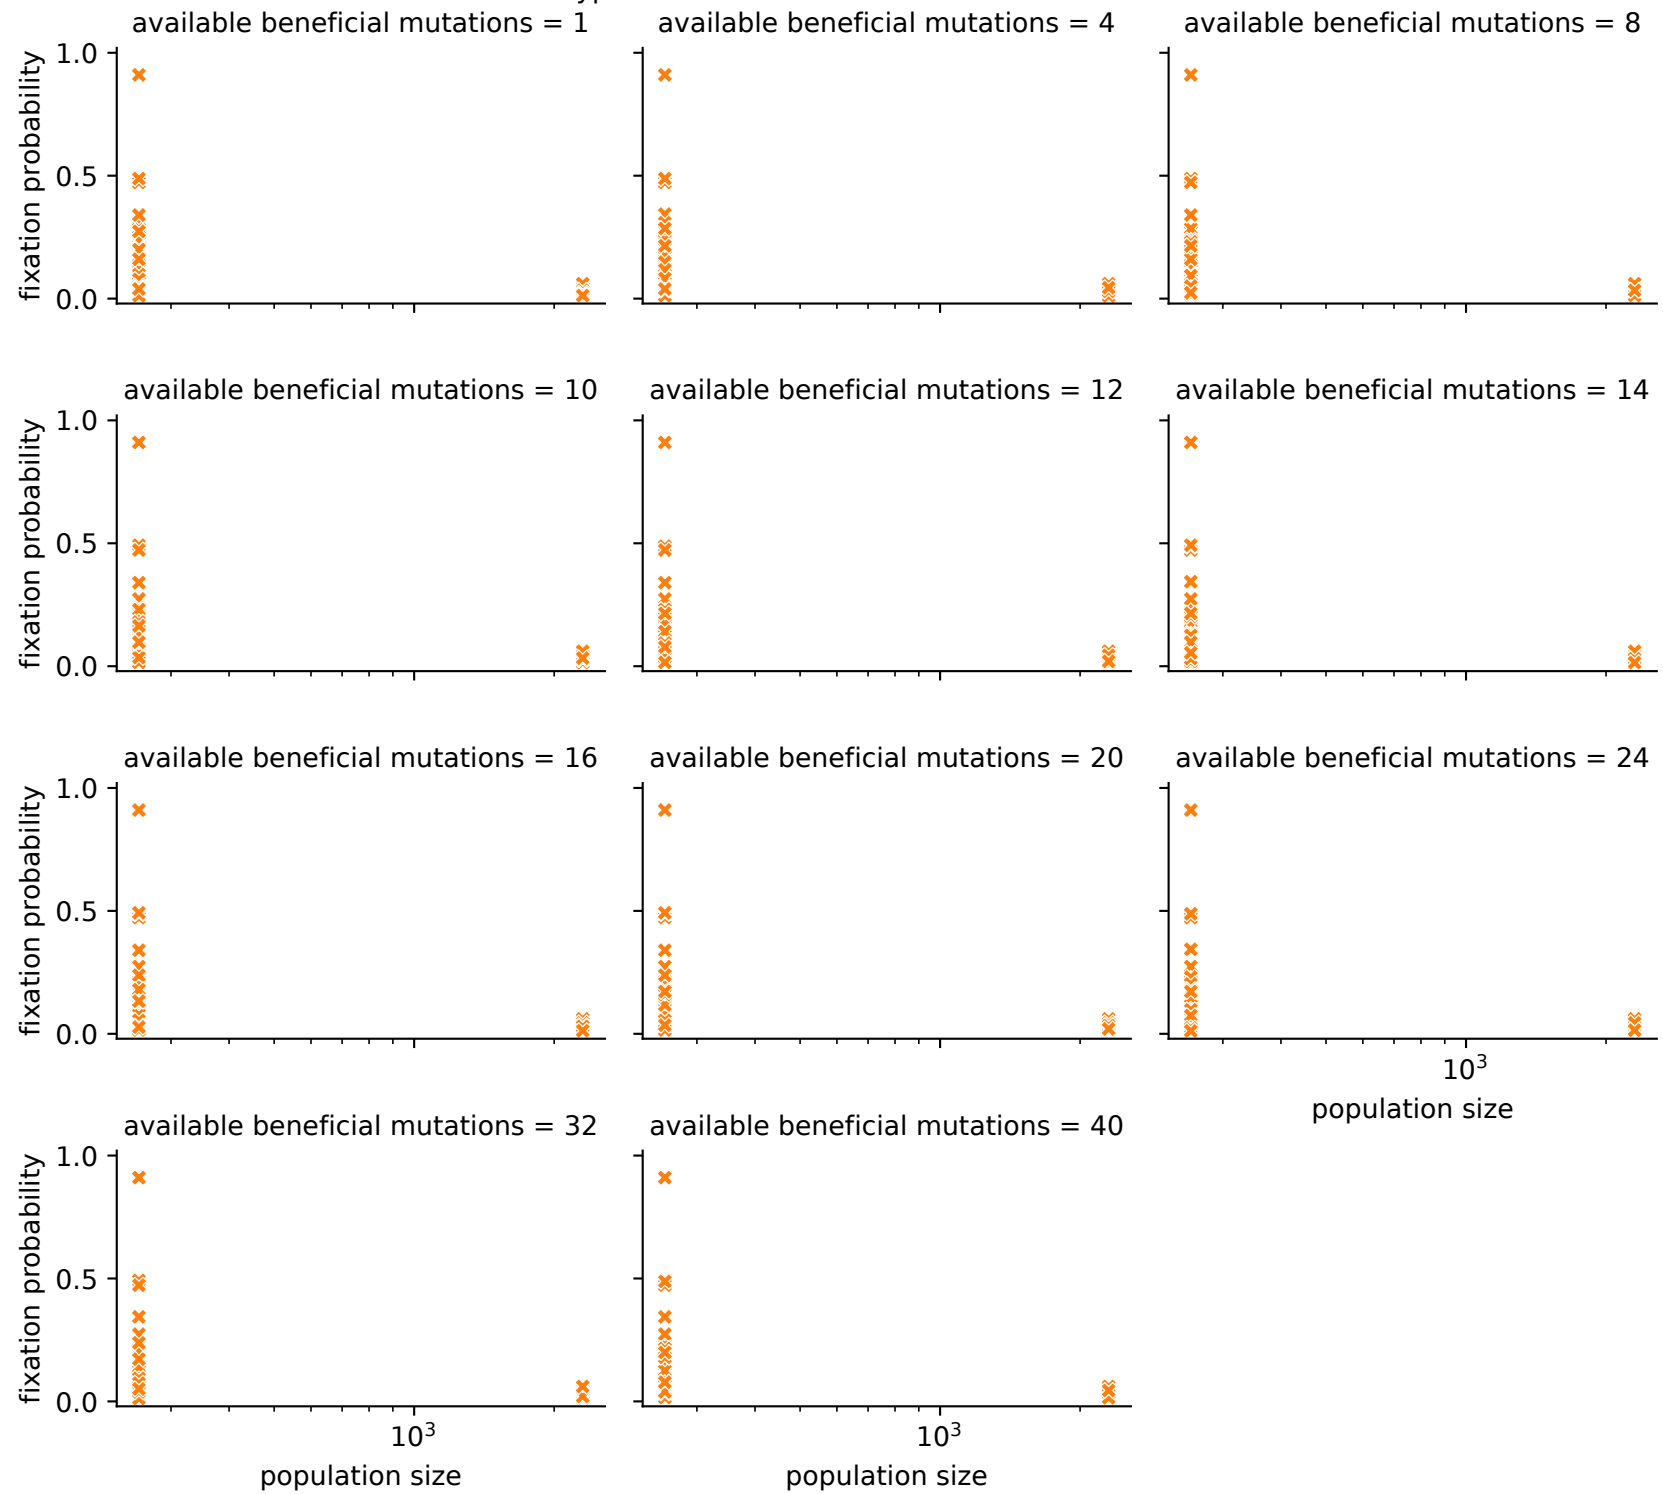 available beneficial mutations = 1
available beneficial mutations = 4
available beneficial mutations = 8
fixation probability
1.0
0.5
0.0
available beneficial mutations = 10
available beneficial mutations = 12
available beneficial mutations = 14
fixation probability
1.0
0.5
0.0
available beneficial mutations = 16
available beneficial mutations = 20
available beneficial mutations = 24
fixation probability
1.0
0.5
0.0
10³
population size
available beneficial mutations = 32
available beneficial mutations = 40
fixation probability
1.0
0.5
0.0
10³
10³
population size
population size